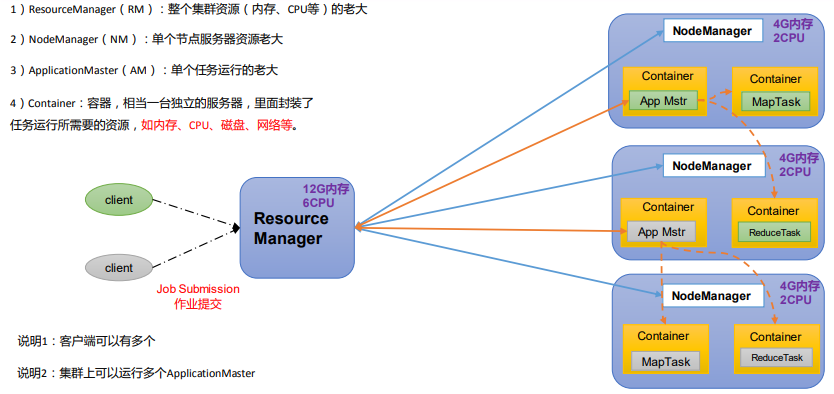 1）ResourceManager（RM）：整个集群资源（内存、CPU等）的老大
2）NodeManager（NM）：单个节点服务器资源老大
3）ApplicationMaster（AM）：单个任务运行的老大
4）Container：容器，相当一台独立的服务器，里面封装了
任务运行所需要的资源，如内存、CPU、磁盘、网络等。
client
client
Job Submission
作业提交
12G内存
6CPU
Resource
Manager
NodeManager
4G内存
2CPU
Container
App Mstr
Container
MapTask
NodeManager
4G内存
2CPU
Container
App Mstr
Container
ReduceTask
NodeManager
4G内存
2CPU
Container
MapTask
Container
ReduceTask
说明1：客户端可以有多个
说明2：集群上可以运行多个ApplicationMaster